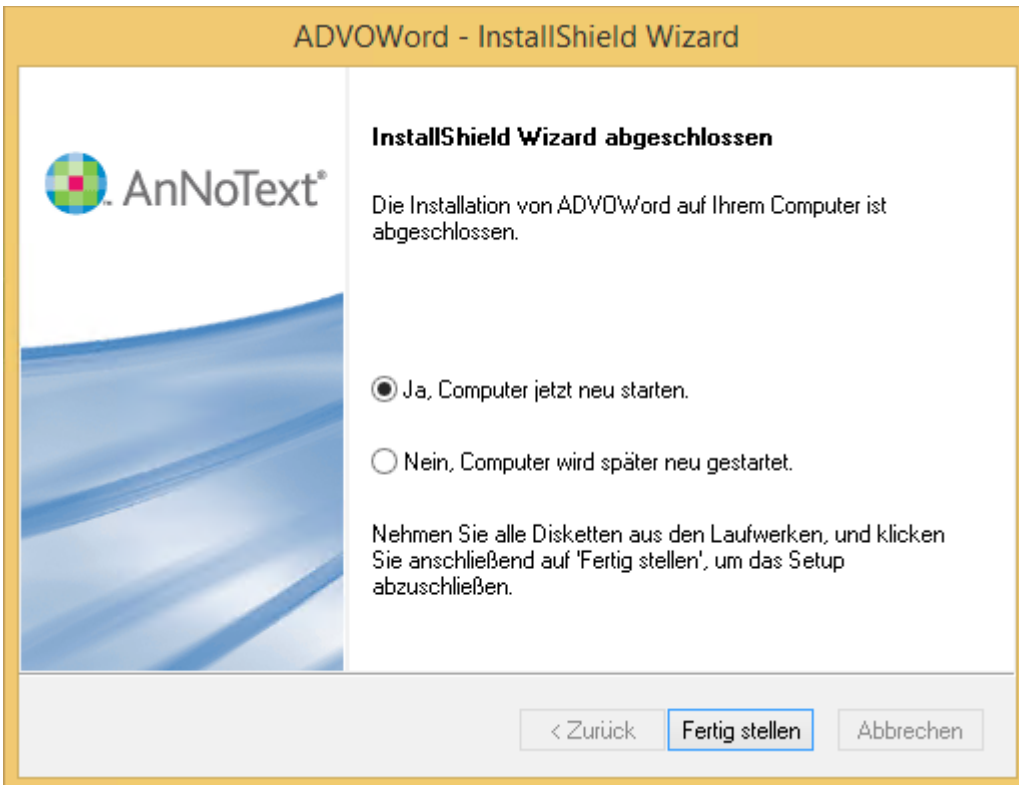 ADVOWord - InstallShield Wizard
AnNoText®
InstallShield Wizard abgeschlossen
Die Installation von ADVOWord auf Ihrem Computer ist
abgeschlossen.
Ja, Computer jetzt neu starten.
Nein, Computer wird später neu gestartet.
Nehmen Sie alle Disketten aus den Laufwerken, und klicken
Sie anschließend auf 'Fertig stellen', um das Setup
abzuschließen.
< Zurück
Fertig stellen
Abbrechen